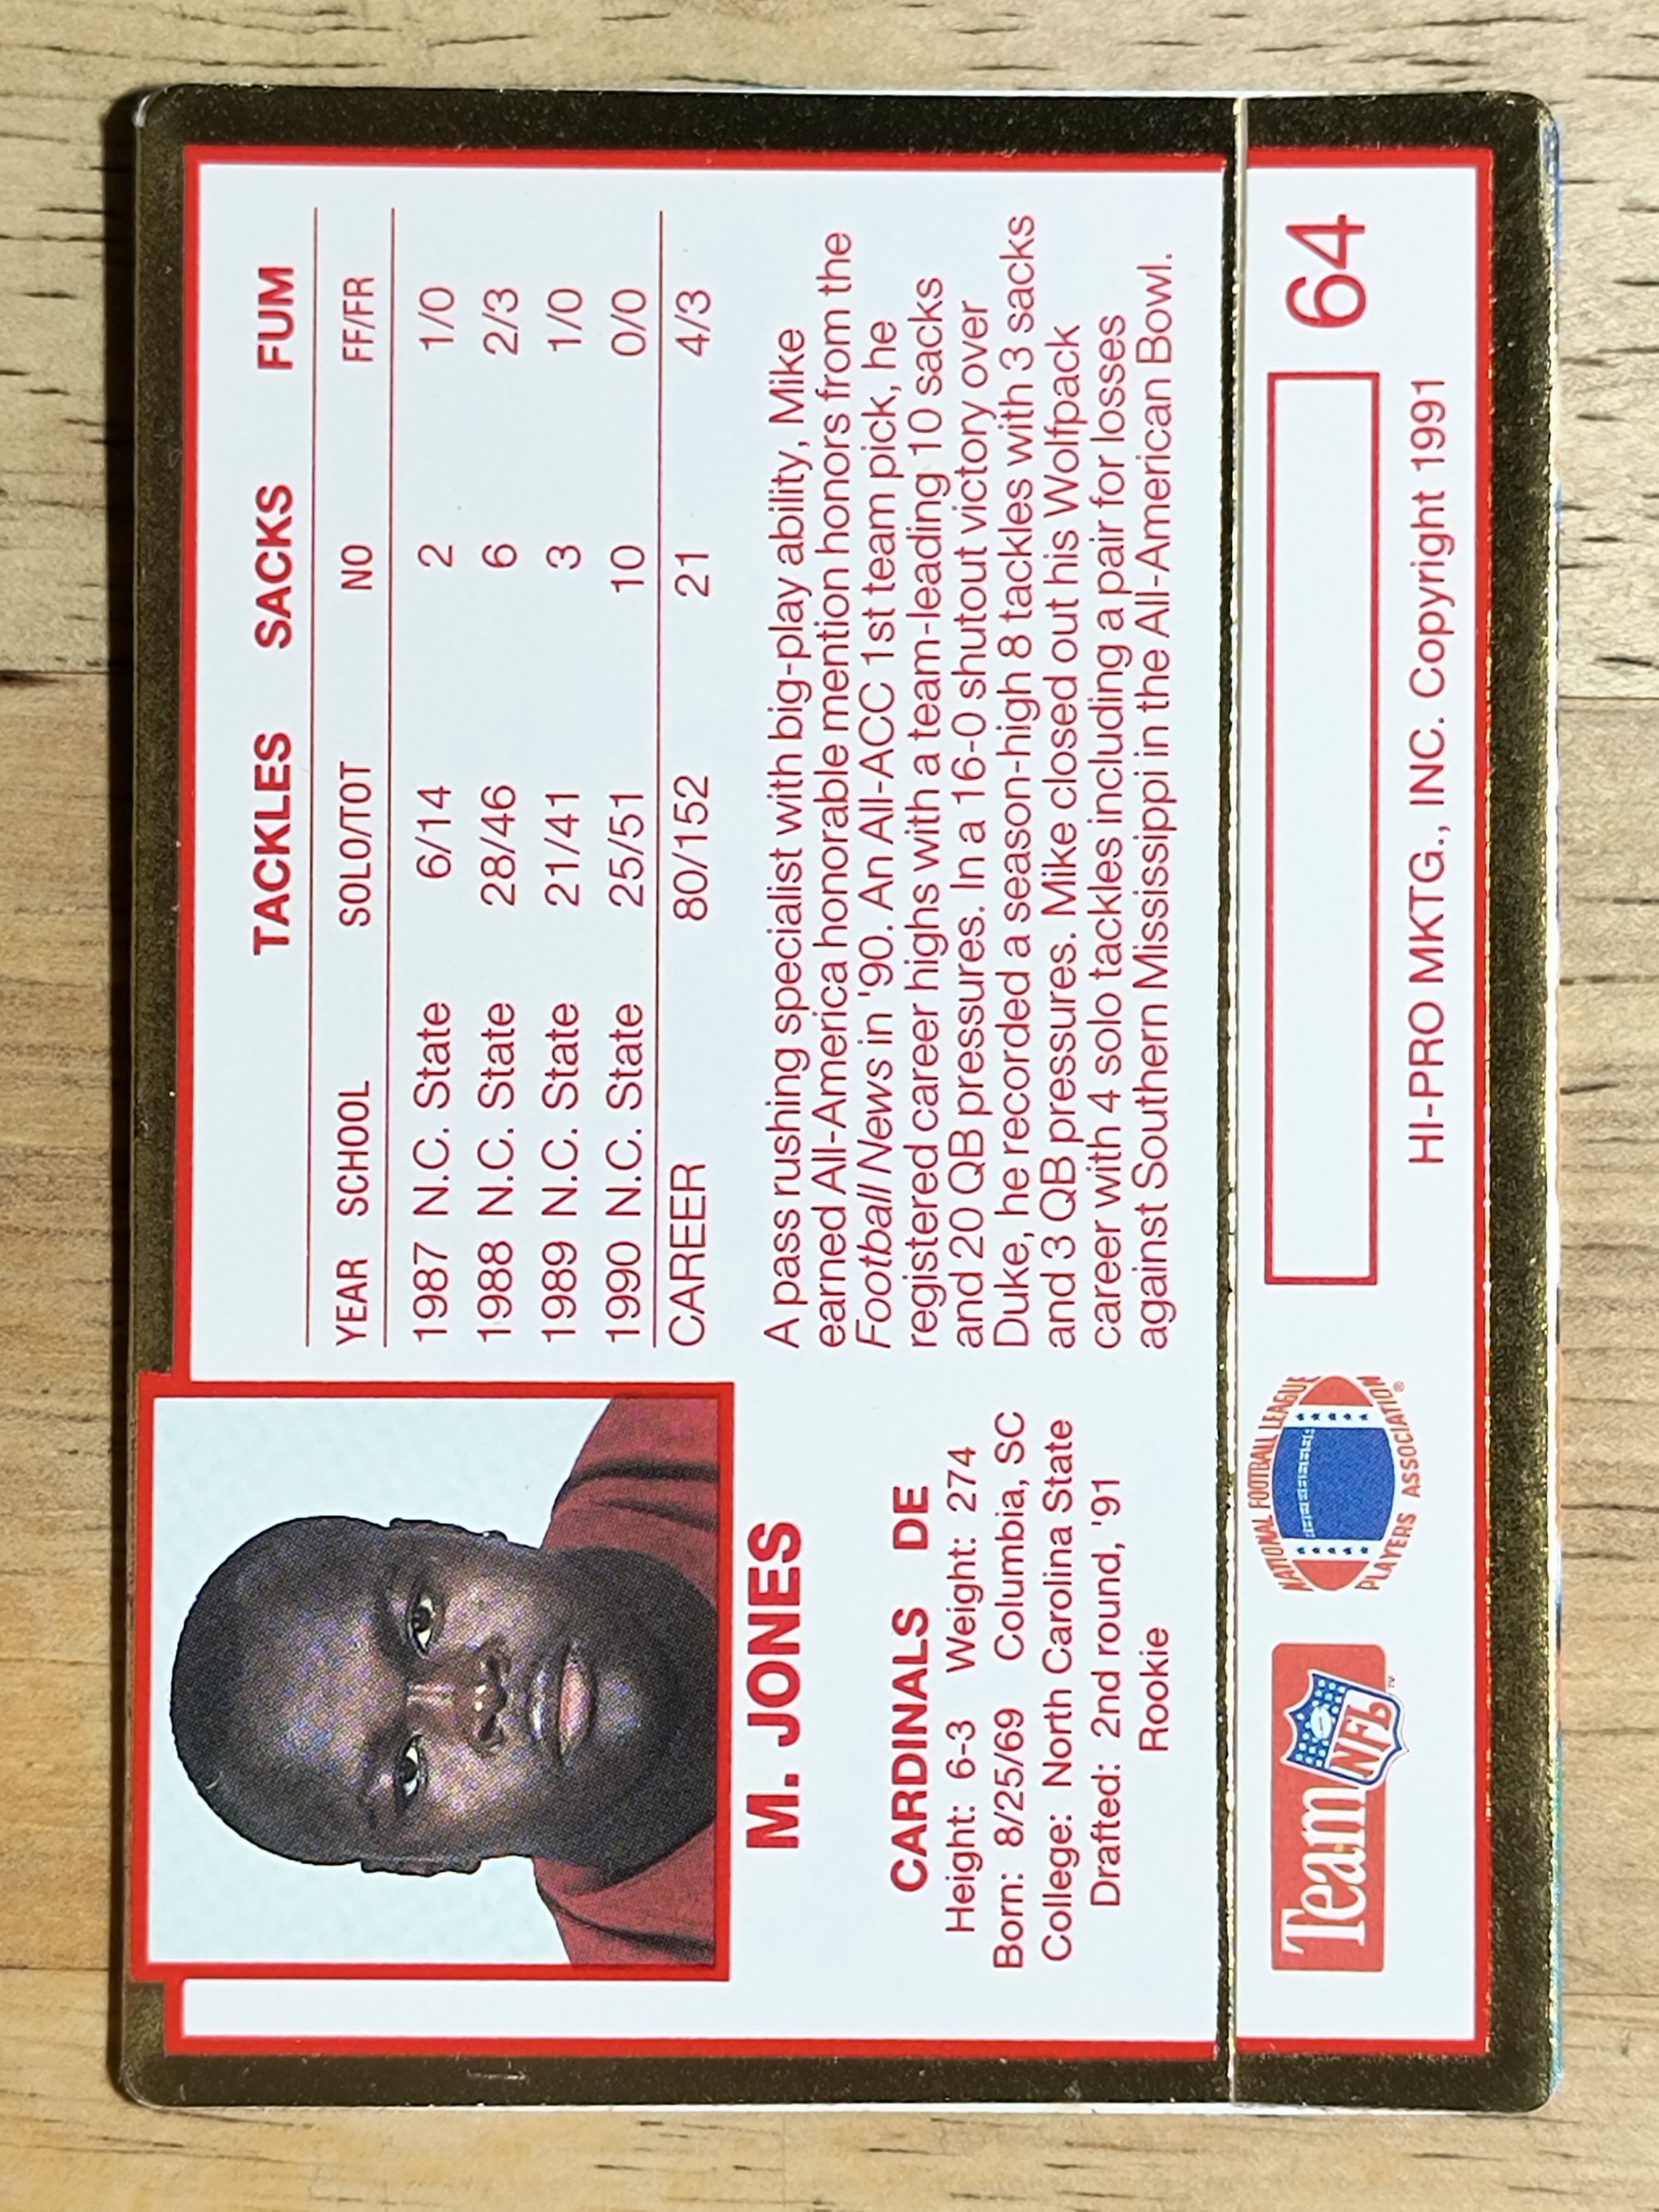 M. JONES
CARDINALS DE
Height: 6-3 Weight: 274
Born: 8/25/69 Columbia, SC
College: North Carolina State
Drafted: 2nd round, '91
Rookie
TACKLES SACKS FUM
YEAR SCHOOL SOLO/TOT NO FF/FR
1987 N.C. State 6/14 2 1/0
1988 N.C. State 28/46 6 2/3
1989 N.C. State 21/41 3 1/0
1990 N.C. State 25/51 10 0/0
CAREER 80/152 21 4/3
A pass rushing specialist with big-play ability, Mike
earned All-America honorable mention honors from the
Football News in '90. An All-ACC 1st team pick, he
registered career highs with a team-leading 10 sacks
and 20 QB pressures. In a 16-0 shutout victory over
Duke, he recorded a season-high 8 tackles with 3 sacks
and 3 QB pressures. Mike closed out his Wolfpack
career with 4 solo tackles including a pair for losses
against Southern Mississippi in the All-American Bowl.
Team NFL ™
NATIONAL FOOTBALL LEAGUE
PLAYERS ASSOCIATION ®
64
HI-PRO MKTG., INC. Copyright 1991